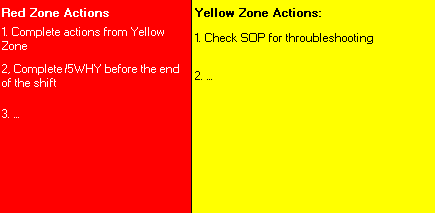 Red Zone Actions
1. Complete actions from Yellow
Zone
2, Complete /5WHY before the end
of the shift
3. ...
Yellow Zone Actions:
1. Check SOP for throubleshooting
2. ...